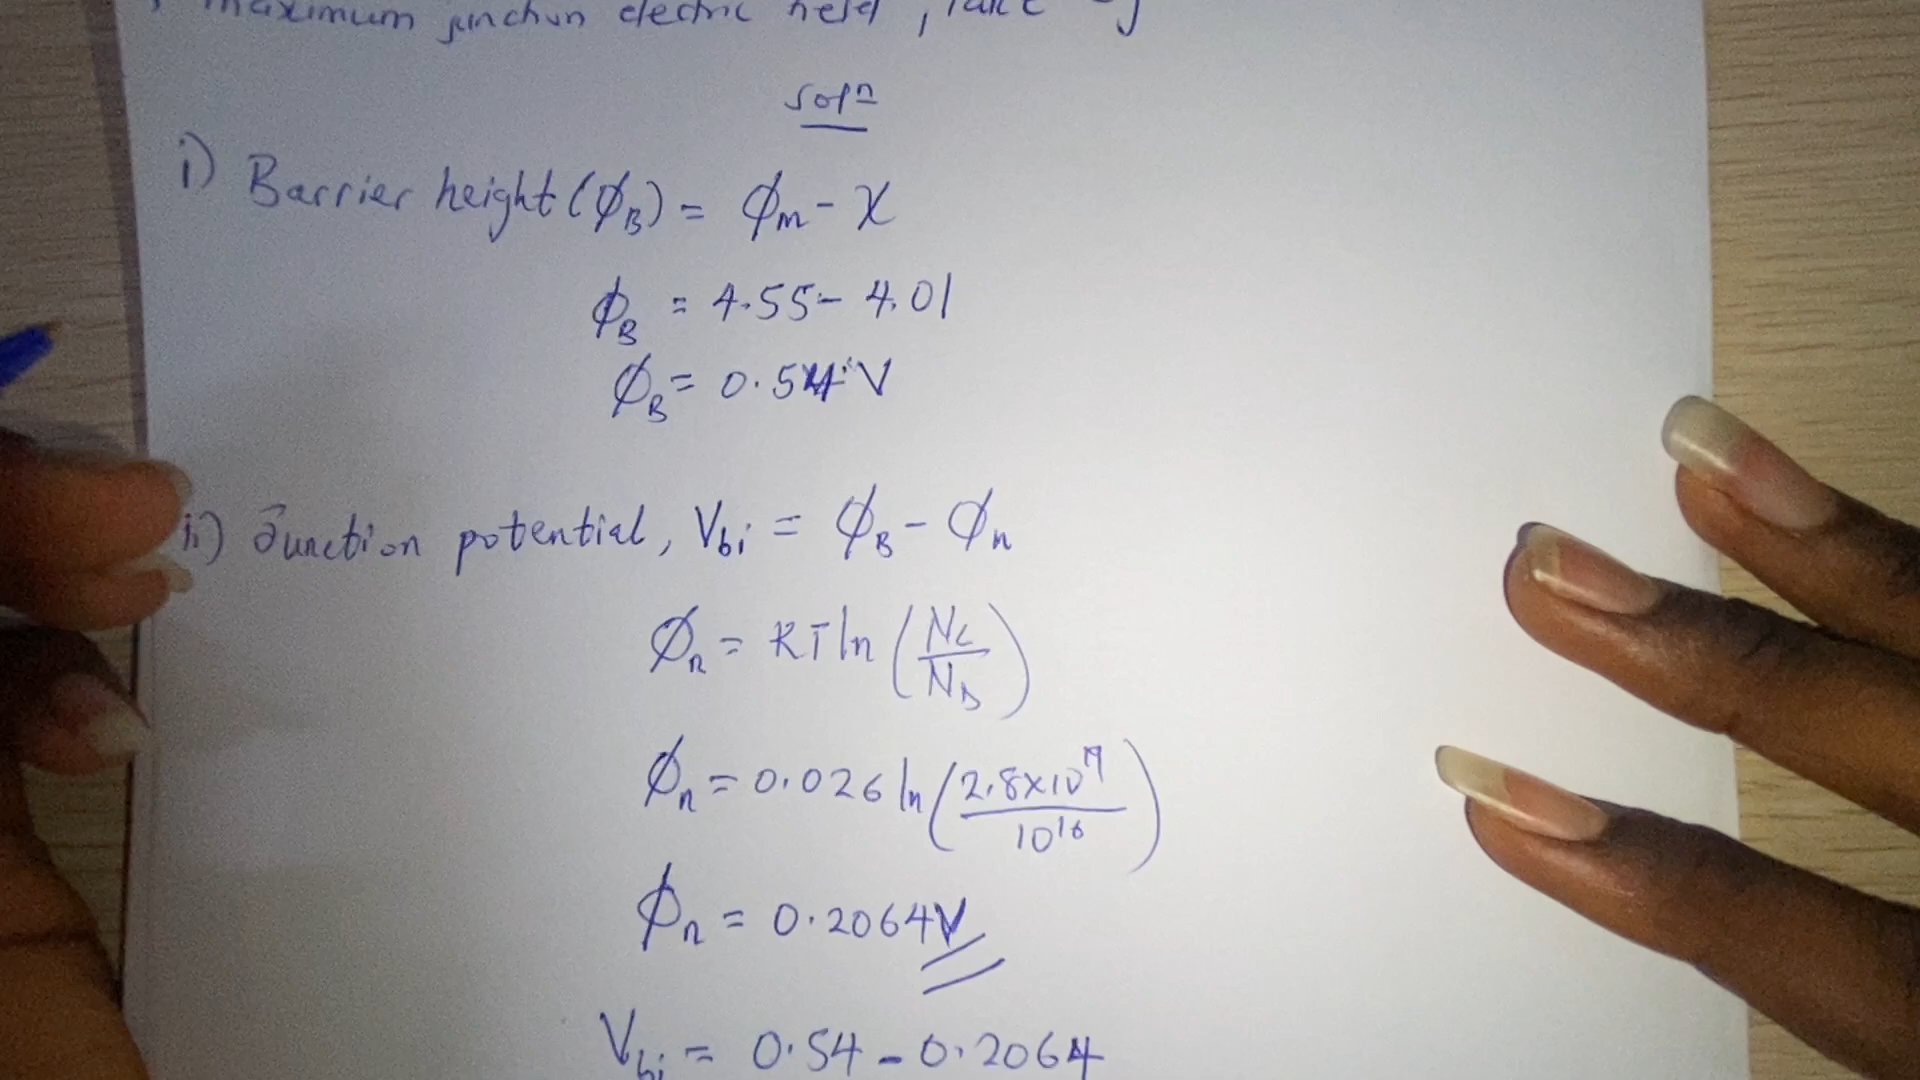 maximum junction electric field,
soln
i) Barrier height (φB) = φm - χ
φB = 4.55 - 4.01
φB = 0.54 V
ii) Junction potential, Vbi = φB - φn
φn = KT ln (NC/ND)
φn = 0.026 ln (2.8×10^19/10^16)
φn = 0.2064V
Vbi = 0.54 - 0.2064